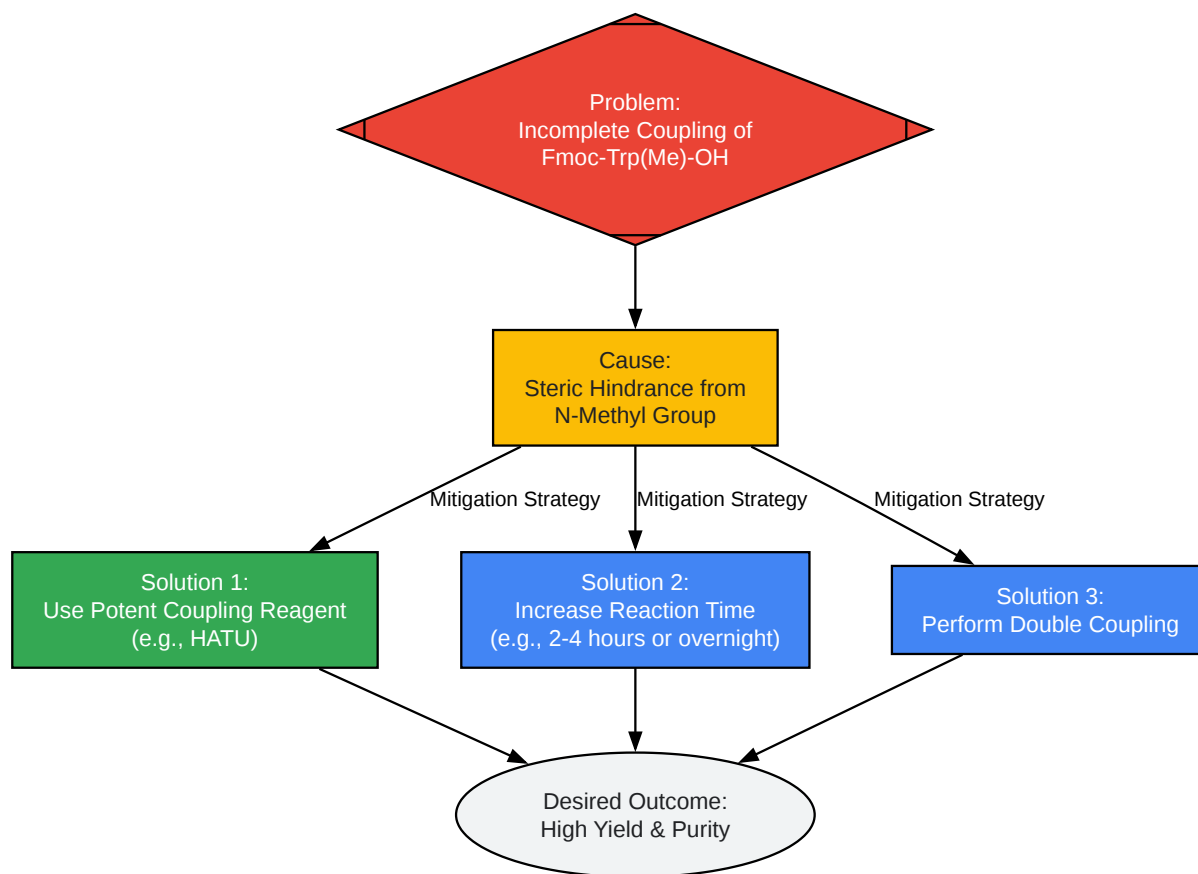 Problem:
Incomplete Coupling of
Fmoc-Trp(Me)-OH
Cause:
Steric Hindrance from
N-Methyl Group
Mitigation Strategy
Mitigation Strategy
Mitigation Strategy
Solution 1:
Use Potent Coupling Reagent
(e.g., HATU)
Solution 2:
Increase Reaction Time
(e.g., 2-4 hours or overnight)
Solution 3:
Perform Double Coupling
Desired Outcome:
High Yield & Purity